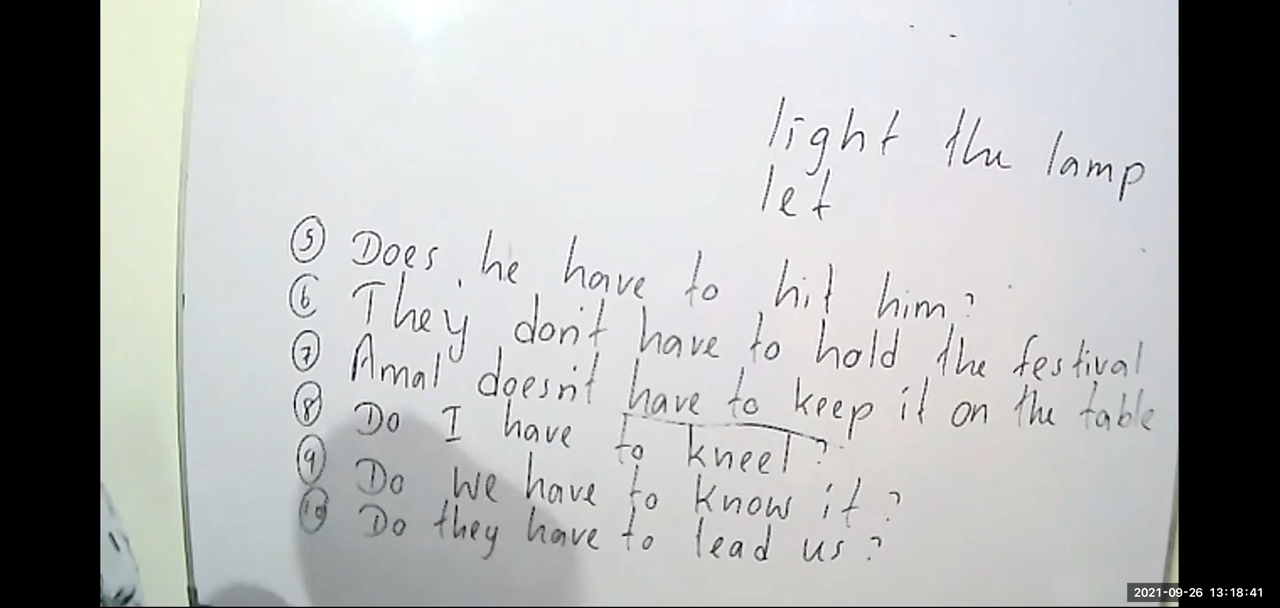 light the lamp
let
⑤ Does he have to hit him?
⑥ They don't have to hold the festival
⑦ Amal doesn't have to keep it on the table
⑧ Do I have to kneel?
⑨ Do we have to know it?
⑩ Do they have to lead us?
2021-09-26 13:18:41